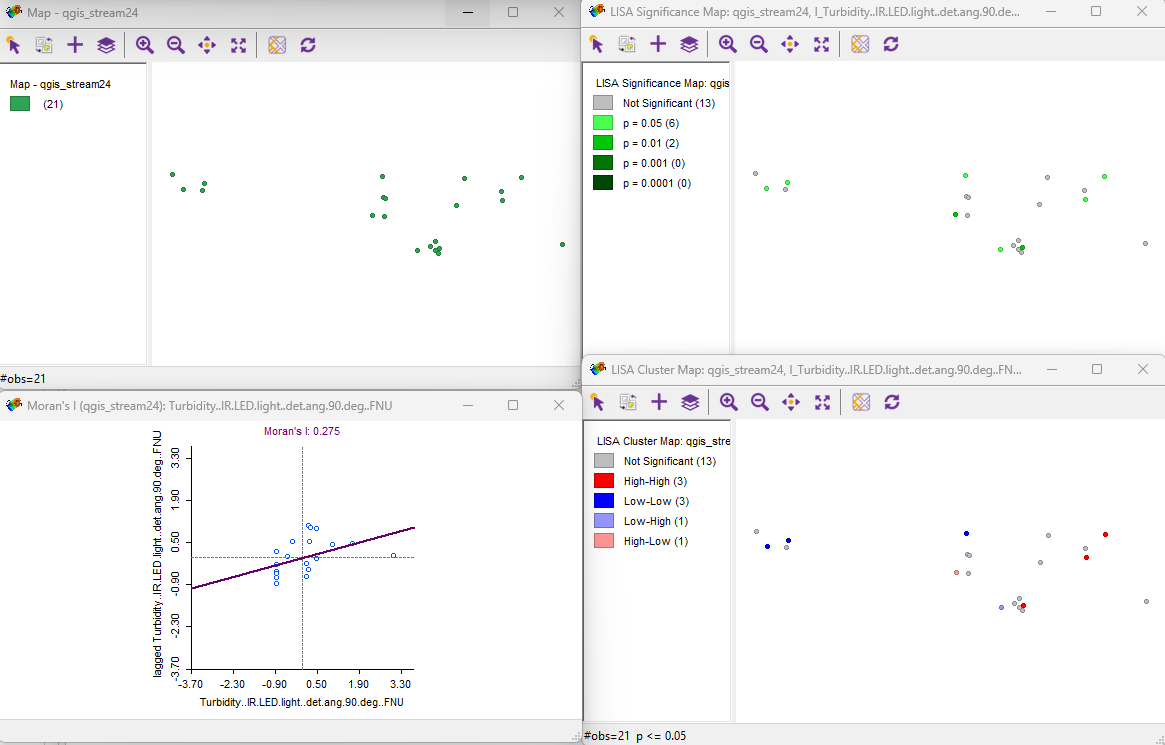 Map - qgis_stream24
Map - qgis_stream24
(21)
#obs=21
LISA Significance Map: qgis_stream24, I_Turbidity..IR.LED.light..det.ang.90.de...
LISA Significance Map: qgis
Not Significant (13)
p = 0.05 (6)
p = 0.01 (2)
p = 0.001 (0)
p = 0.0001 (0)
Moran's I (qgis_stream24): Turbidity..IR.LED.light..det.ang.90.deg..FNU
Moran's I: 0.275
lagged Turbidity..IR.LED.light..det.ang.90.deg..FNU
3.30
1.90
0.50
-0.90
-2.30
-3.70
-3.70 -2.30 -0.90 0.50 1.90 3.30
Turbidity..IR.LED.light..det.ang.90.deg..FNU
LISA Cluster Map: qgis_stream24, I_Turbidity..IR.LED.light..det.ang.90.deg..FN...
LISA Cluster Map: qgis_stre
Not Significant (13)
High-High (3)
Low-Low (3)
Low-High (1)
High-Low (1)
#obs=21 p <= 0.05